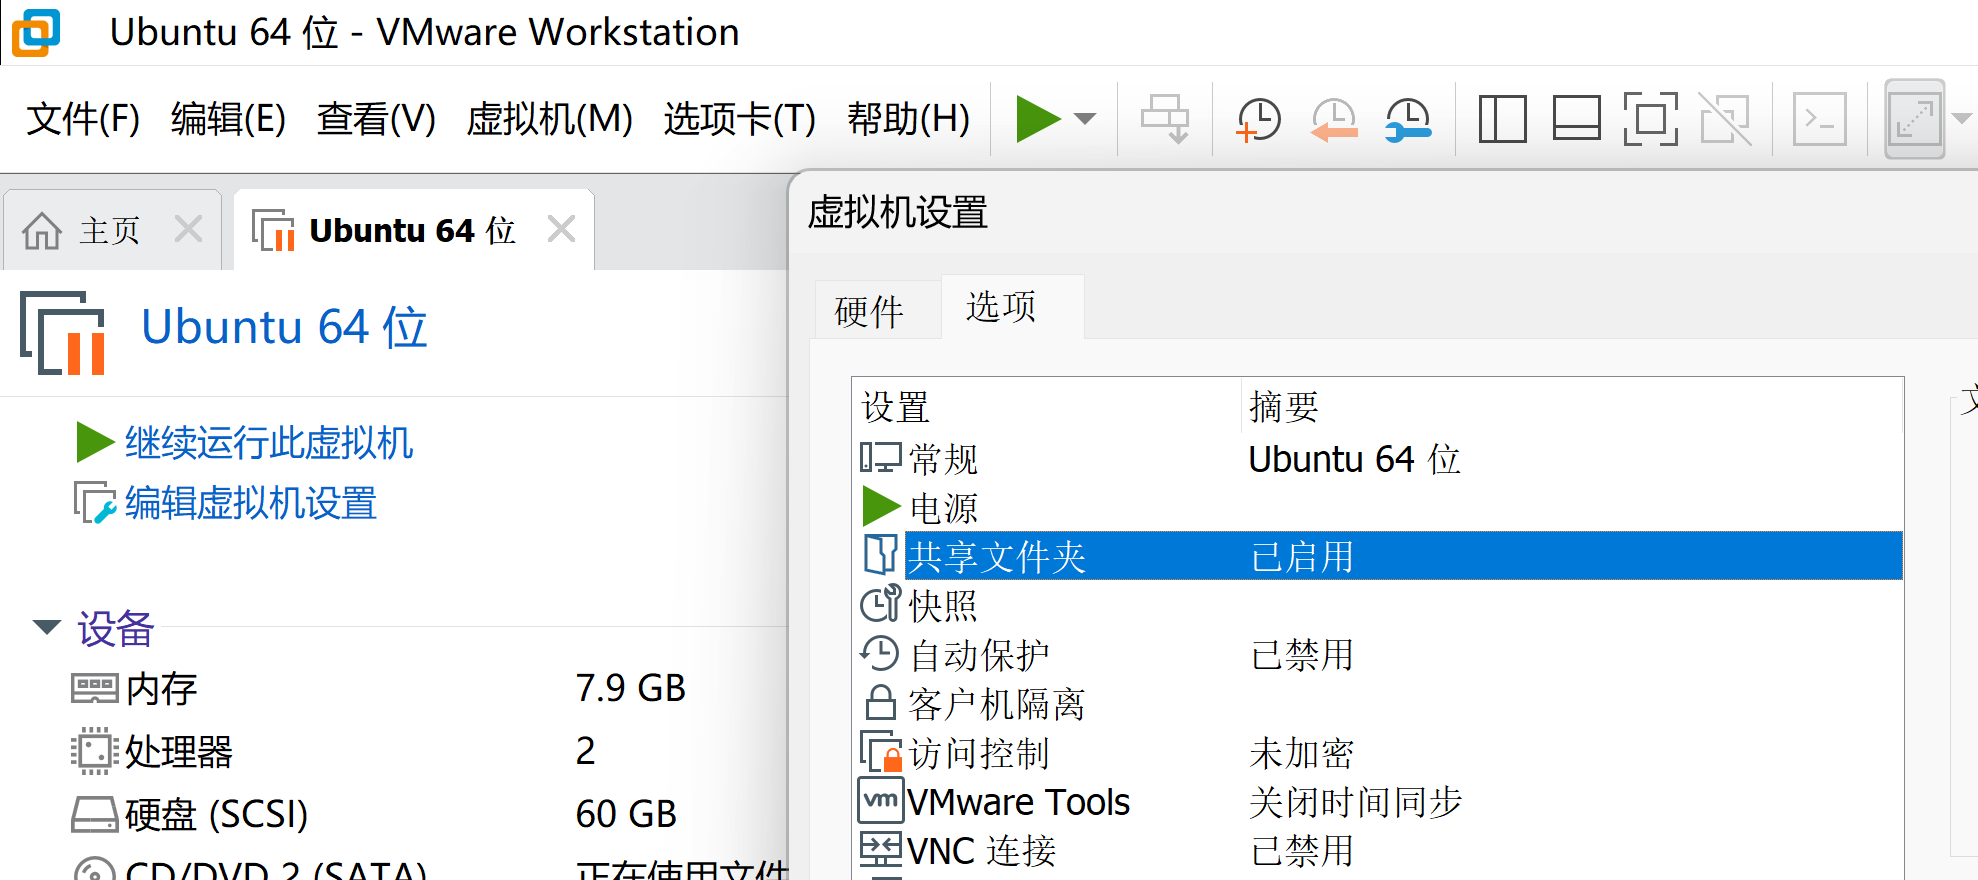 Ubuntu 64 位 - VMware Workstation
文件(F) 编辑(E) 查看(V) 虚拟机(M) 选项卡(T) 帮助(H)
主页
Ubuntu 64 位
Ubuntu 64 位
继续运行此虚拟机
编辑虚拟机设置
设备
内存 7.9 GB
处理器 2
硬盘 (SCSI) 60 GB
CD/DVD 2 (SATA) 正在使用文件
虚拟机设置
硬件 选项
设置 摘要
常规 Ubuntu 64 位
电源
共享文件夹 已启用
快照
自动保护 已禁用
客户机隔离
访问控制 未加密
vm VMware Tools 关闭时间同步
VNC 连接 已禁用